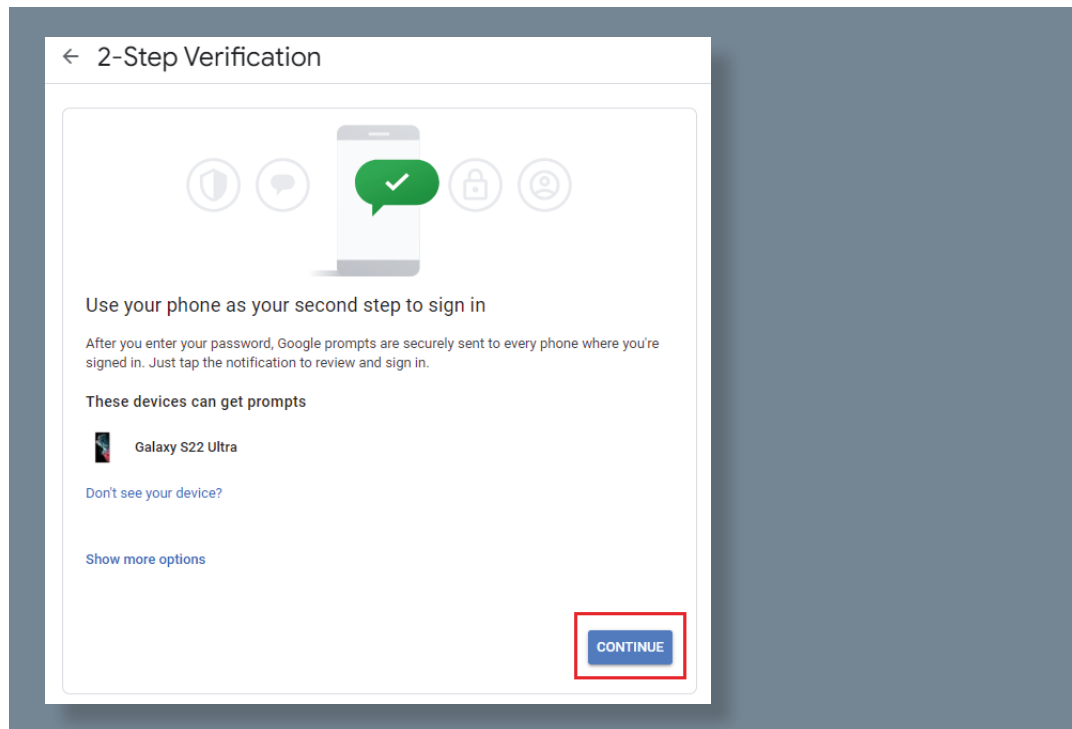 2-Step Verification
Use your phone as your second step to sign in
After you enter your password, Google prompts are securely sent to every phone where you're
signed in. Just tap the notification to review and sign in.
These devices can get prompts
Galaxy S22 Ultra
Don't see your device?
Show more options
CONTINUE